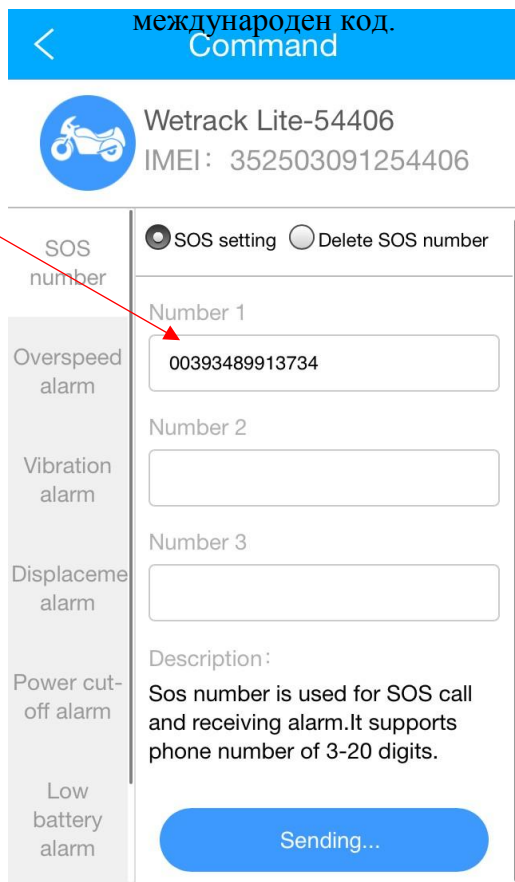 международен код.
Command
Wetrack Lite-54406
IMEI： 352503091254406
SOS
number
Overspeed
alarm
Vibration
alarm
Displaceme
alarm
Power cut-
off alarm
Low
battery
alarm
SOS setting Delete SOS number
Number 1
00393489913734
Number 2
Number 3
Description：
Sos number is used for SOS call
and receiving alarm.It supports
phone number of 3-20 digits.
Sending...